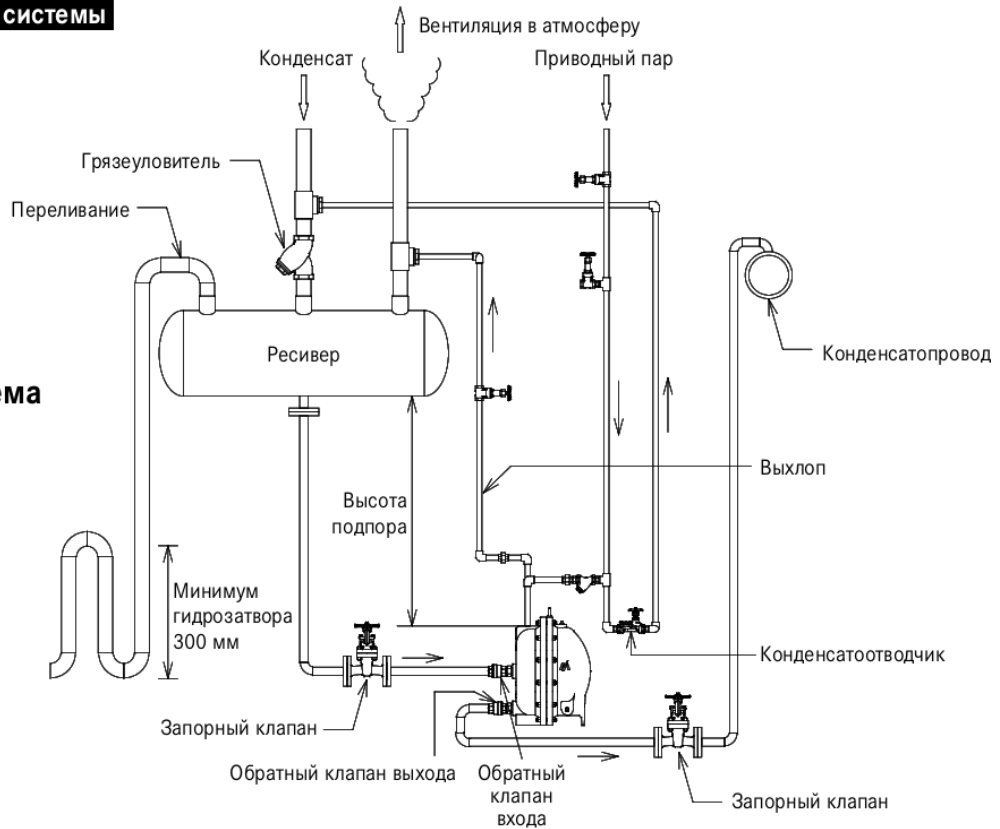 системы
Вентиляция в атмосферу
Конденсат
Приводный пар
Грязеуловитель
Переливание
Ресивер
Конденсатопровод
ема
Выхлоп
Высота
подпора
Минимум
гидрозатвора
300 мм
Конденсатоотводчик
Запорный клапан
Обратный клапан выхода
Обратный
клапан
входа
Запорный клапан